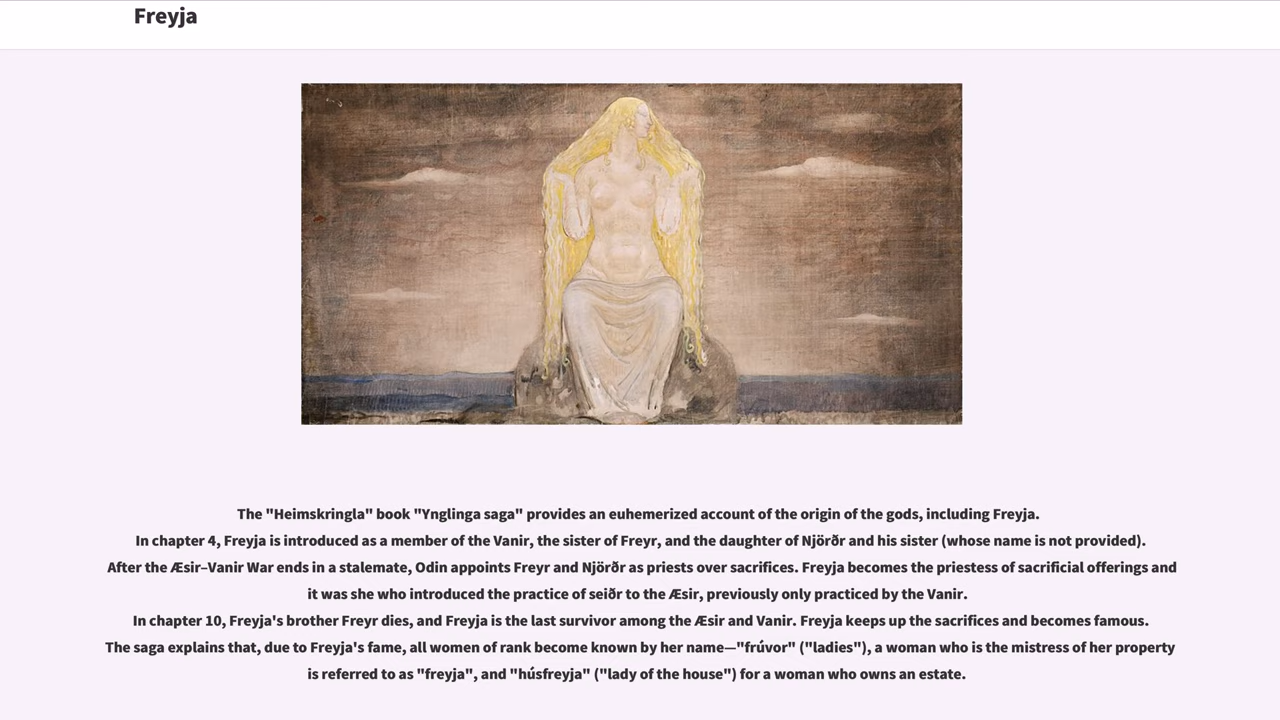 Freyja
The "Heimskringla" book "Ynglinga saga" provides an euhemerized account of the origin of the gods, including Freyja.
In chapter 4, Freyja is introduced as a member of the Vanir, the sister of Freyr, and the daughter of Njörðr and his sister (whose name is not provided).
After the Æsir–Vanir War ends in a stalemate, Odin appoints Freyr and Njörðr as priests over sacrifices. Freyja becomes the priestess of sacrificial offerings and
it was she who introduced the practice of seiðr to the Æsir, previously only practiced by the Vanir.
In chapter 10, Freyja's brother Freyr dies, and Freyja is the last survivor among the Æsir and Vanir. Freyja keeps up the sacrifices and becomes famous.
The saga explains that, due to Freyja's fame, all women of rank become known by her name—"frúvor" ("ladies"), a woman who is the mistress of her property
is referred to as "freyja", and "húsfreyja" ("lady of the house") for a woman who owns an estate.